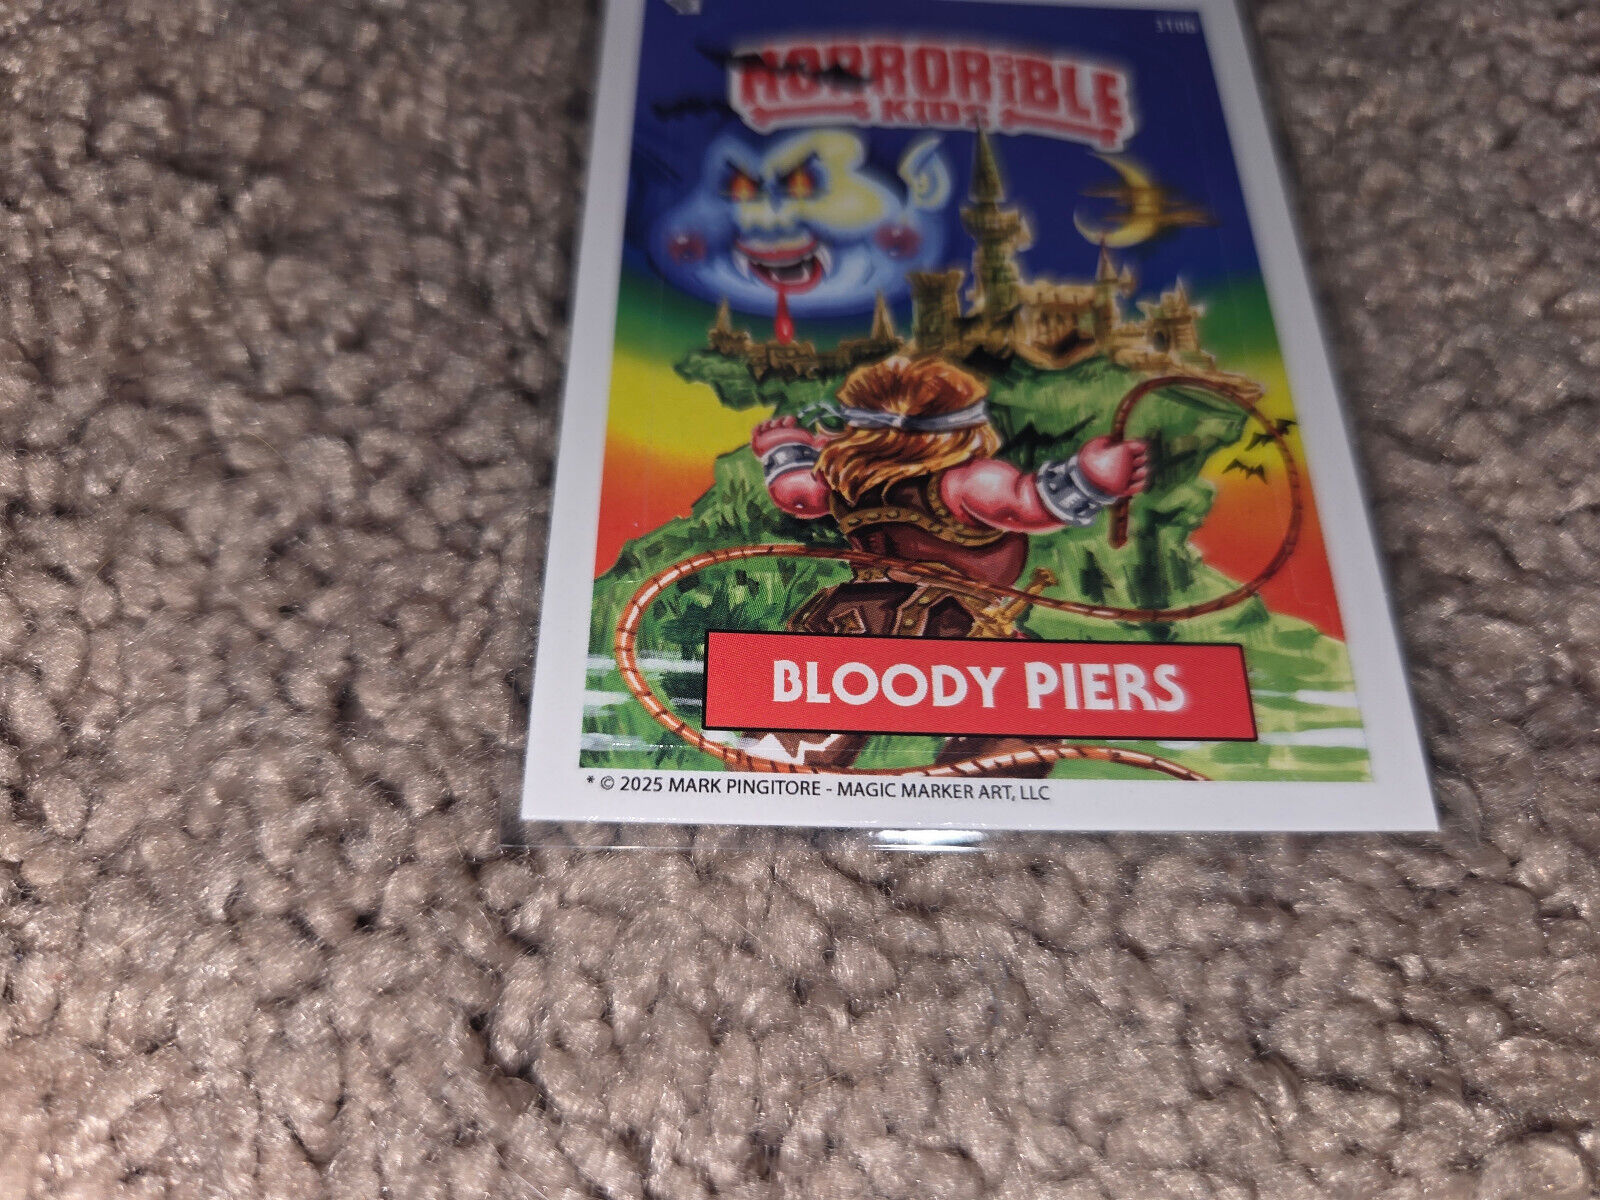 HORRORIBLE
KIDS
BLOODY PIERS
* © 2025 MARK PINGITORE - MAGIC MARKER ART, LLC